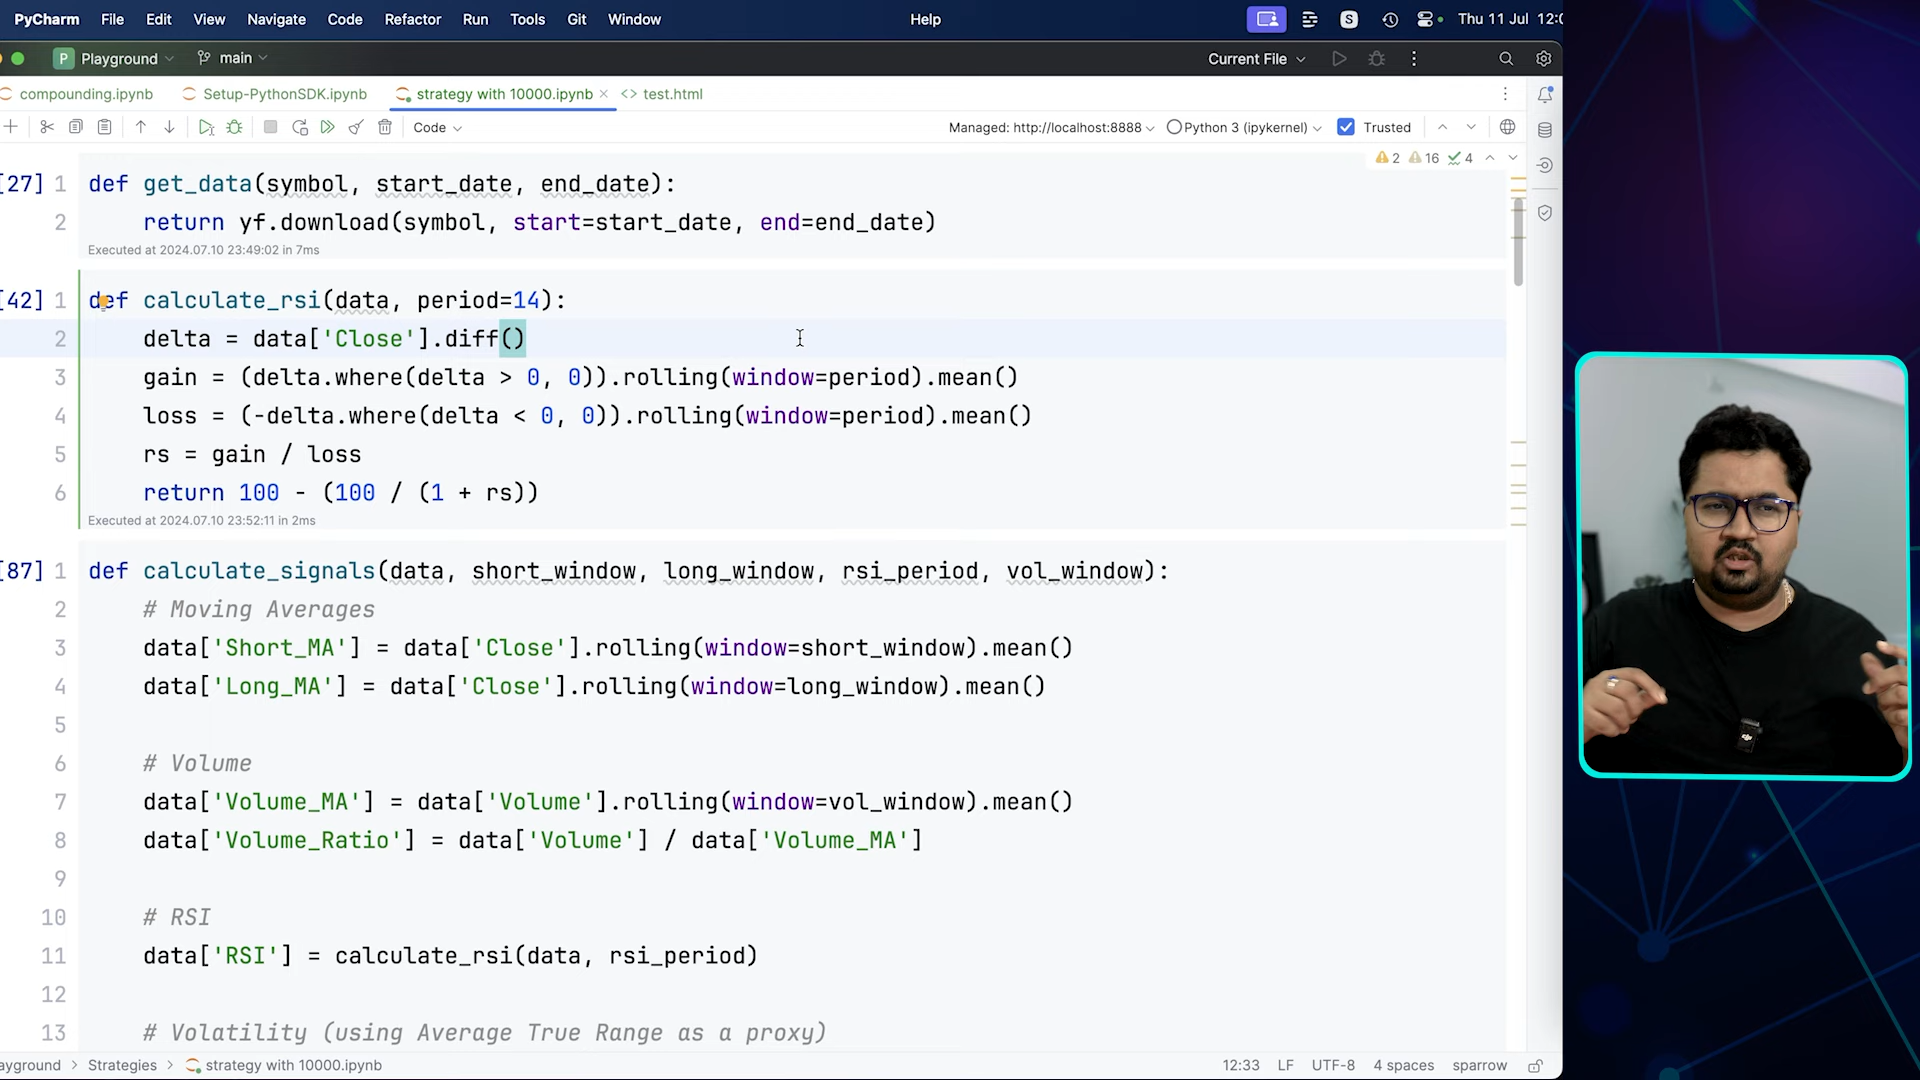 PyCharm File Edit View Navigate Code Refactor Run Tools Git Window Help S Thu 11 Jul 12:0
P Playground main Current File
compounding.ipynb Setup-PythonSDK.ipynb strategy with 10000.ipynb test.html
Code Managed: http://localhost:8888 Python 3 (ipykernel) Trusted
2 16 4
[27] 1 def get_data(symbol, start_date, end_date):
2 return yf.download(symbol, start=start_date, end=end_date)
Executed at 2024.07.10 23:49:02 in 7ms
[42] 1 def calculate_rsi(data, period=14):
2 delta = data['Close'].diff()
3 gain = (delta.where(delta > 0, 0)).rolling(window=period).mean()
4 loss = (-delta.where(delta < 0, 0)).rolling(window=period).mean()
5 rs = gain / loss
6 return 100 - (100 / (1 + rs))
Executed at 2024.07.10 23:52:11 in 2ms
[87] 1 def calculate_signals(data, short_window, long_window, rsi_period, vol_window):
2 # Moving Averages
3 data['Short_MA'] = data['Close'].rolling(window=short_window).mean()
4 data['Long_MA'] = data['Close'].rolling(window=long_window).mean()
5
6 # Volume
7 data['Volume_MA'] = data['Volume'].rolling(window=vol_window).mean()
8 data['Volume_Ratio'] = data['Volume'] / data['Volume_MA']
9
10 # RSI
11 data['RSI'] = calculate_rsi(data, rsi_period)
12
13 # Volatility (using Average True Range as a proxy)
ayground > Strategies > strategy with 10000.ipynb 12:33 LF UTF-8 4 spaces sparrow